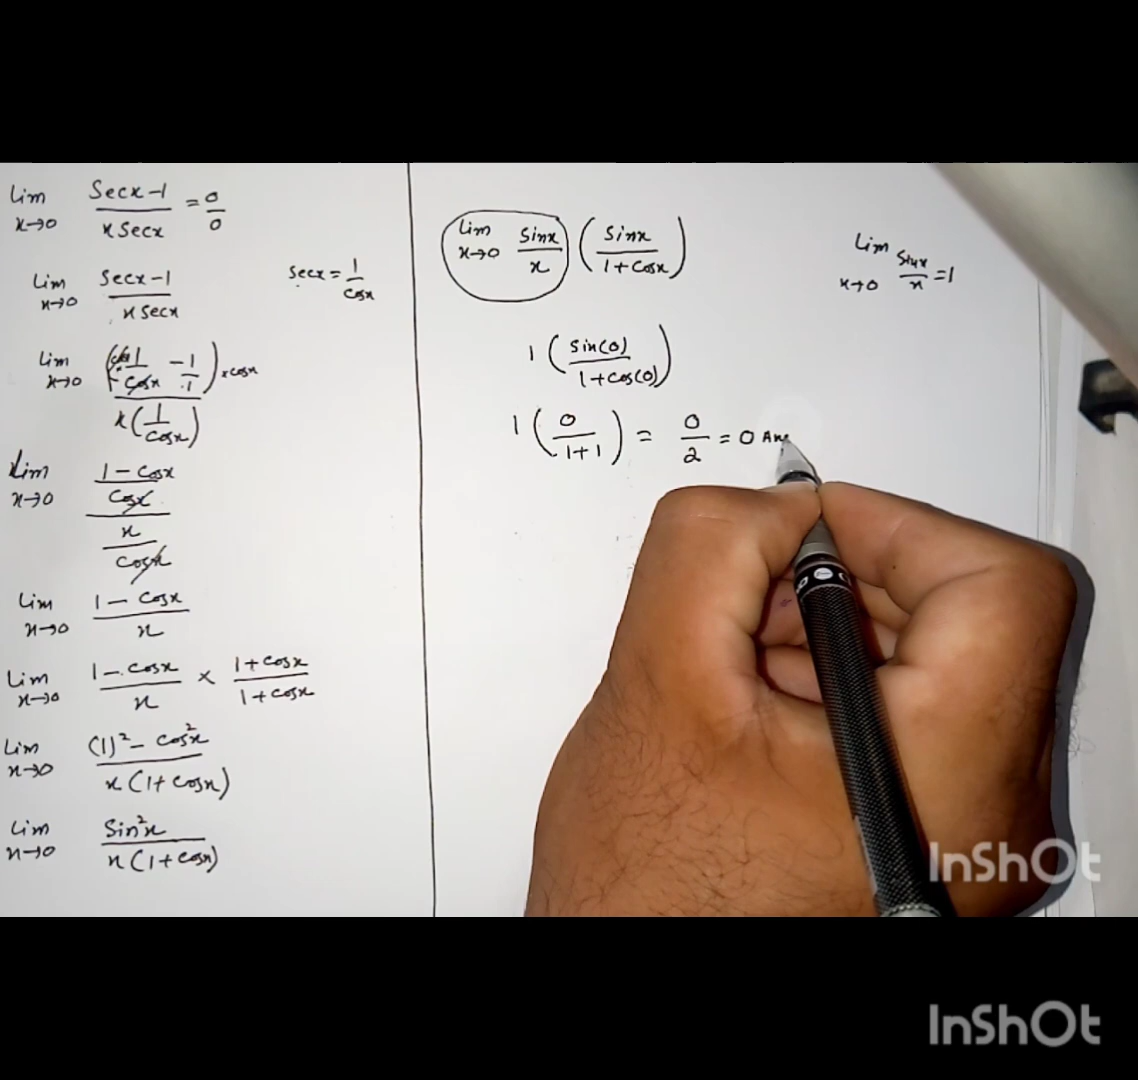 Lim x→0 Secx-1 / x Secx = 0/0
Lim x→0 Secx-1 / x Secx
Secx = 1 / Cosx
Lim x→0 (1/Cosx - 1/1) × Cosx / x(1/Cosx)
Lim x→0 1 - Cosx / Cosx / x / Cosx
Lim x→0 1 - Cosx / x
Lim x→0 1 - Cosx / x × 1 + Cosx / 1 + Cosx
Lim x→0 (1)² - Cos²x / x (1 + Cosx)
Lim x→0 Sin²x / x (1 + Cosx)
Lim x→0 Sinx / x (Sinx / 1 + Cosx)
Lim x→0 Sinx / x = 1
1 (Sin(0) / 1 + Cos(0))
1 (0 / 1+1) = 0/2 = 0 Ans
InShOt
InShOt